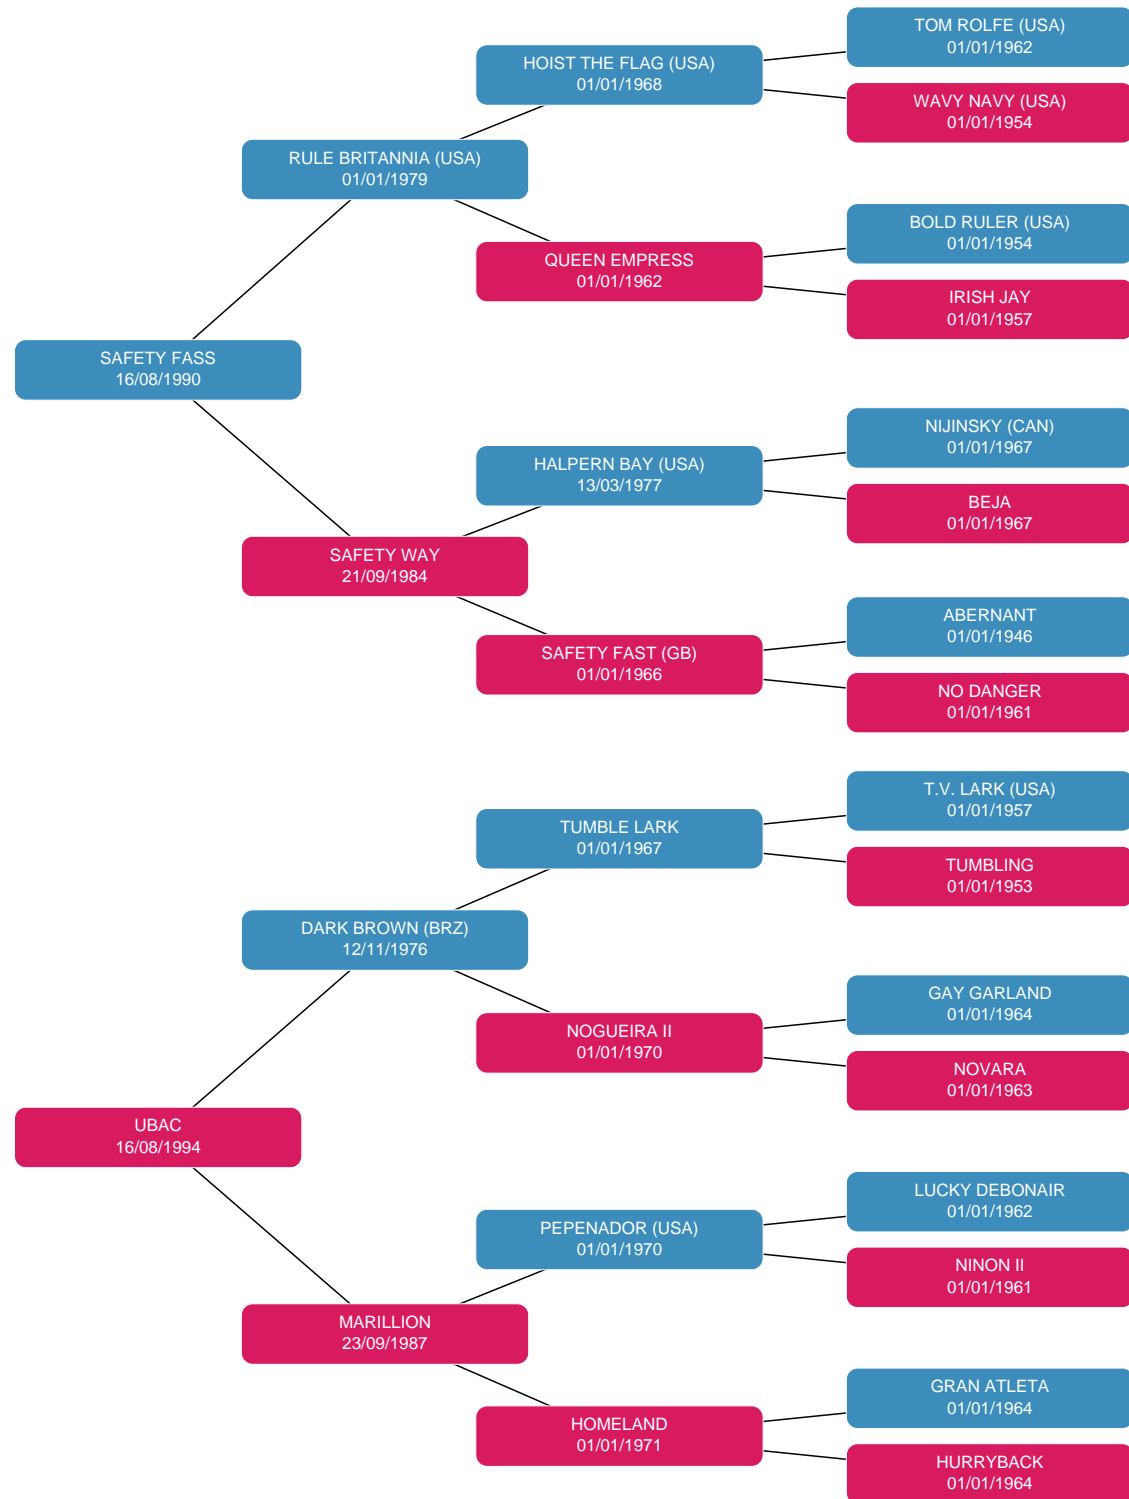 TOM ROLFE (USA)
01/01/1962
HOIST THE FLAG (USA)
01/01/1968
WAVY NAVY (USA)
01/01/1954
RULE BRITANNIA (USA)
01/01/1979
BOLD RULER (USA)
01/01/1954
QUEEN EMPRESS
01/01/1962
IRISH JAY
01/01/1957
SAFETY FASS
16/08/1990
NIJINSKY (CAN)
01/01/1967
HALPERN BAY (USA)
13/03/1977
BEJA
01/01/1967
SAFETY WAY
21/09/1984
ABERNANT
01/01/1946
SAFETY FAST (GB)
01/01/1966
NO DANGER
01/01/1961
T.V. LARK (USA)
01/01/1957
TUMBLE LARK
01/01/1967
TUMBLING
01/01/1953
DARK BROWN (BRZ)
12/11/1976
GAY GARLAND
01/01/1964
NOGUEIRA II
01/01/1970
NOVARA
01/01/1963
UBAC
16/08/1994
LUCKY DEBONAIR
01/01/1962
PEPENADOR (USA)
01/01/1970
NINON II
01/01/1961
MARILLION
23/09/1987
GRAN ATLETA
01/01/1964
HOMELAND
01/01/1971
HURRYBACK
01/01/1964